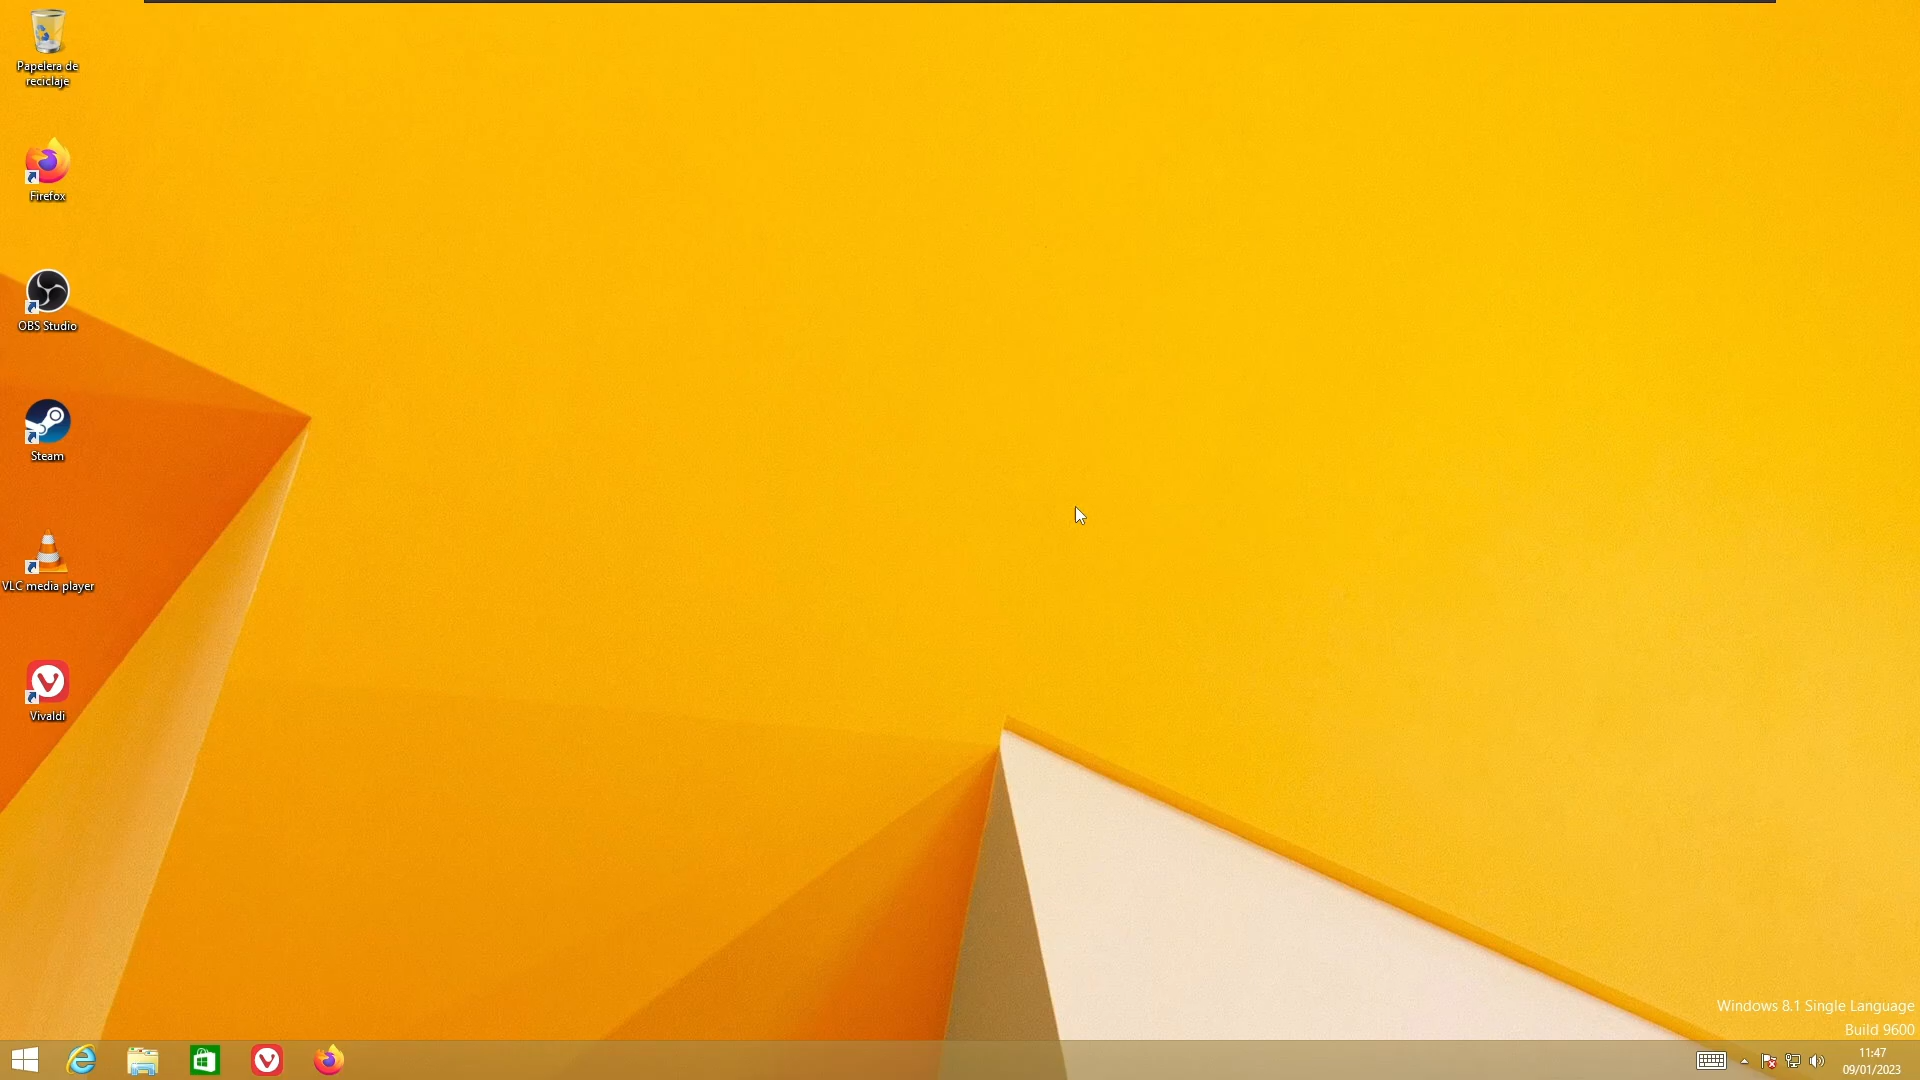 Papelera de
reciclaje
Firefox
OBS Studio
Steam
VLC media player
Vivaldi
Windows 8.1 Single Language
Build 9600
11:47
09/01/2023